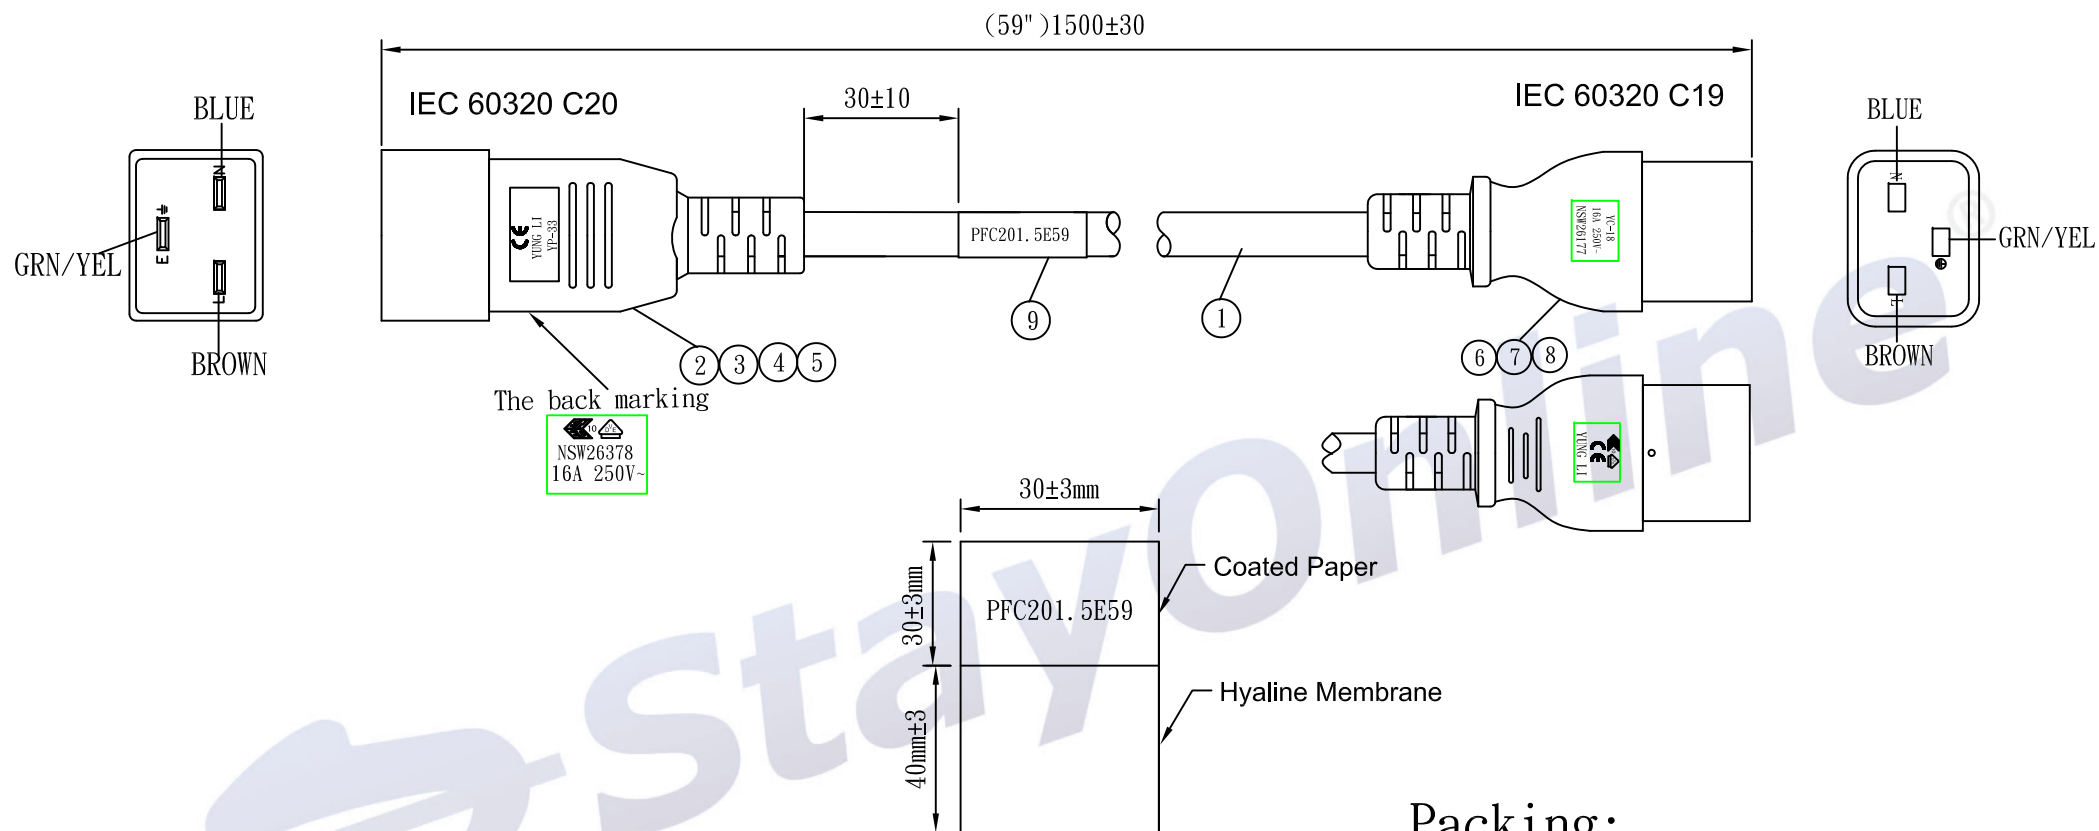 (59")1500±30
IEC 60320 C20
30±10
IEC 60320 C19
BLUE
BLUE
N
E
L
GRN/YEL
BROWN
CE
YUNG LI
YP-33
PFC201.5E59
YC-18
16A 250V~
NSW26177
N
L
GRN/YEL
BROWN
9
1
2
3
4
5
6
7
8
The back marking
10
NSW26378
16A 250V~
CE
YUNG LI
30±3mm
30±3mm
PFC201.5E59
Coated Paper
Hyaline Membrane
40mm±3
StayOnline®
Packing: